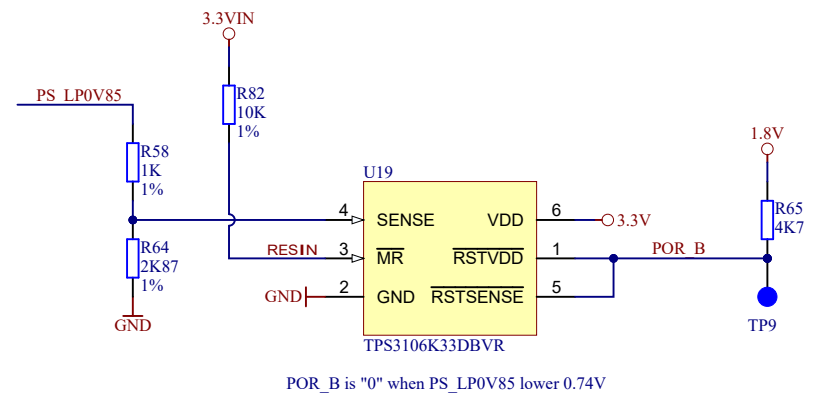 3.3VIN
PS_LP0V85
R82
10K
1%
1.8V
R58
1K
1%
U19
R65
4K7
4
SENSE
VDD
6
3.3V
R64
2K87
1%
RESIN
3
MR
RSTVDD
1
POR_B
GND
2
GND
RSTSENSE
5
GND
TP9
TPS3106K33DBVR
POR_B is "0" when PS_LP0V85 lower 0.74V